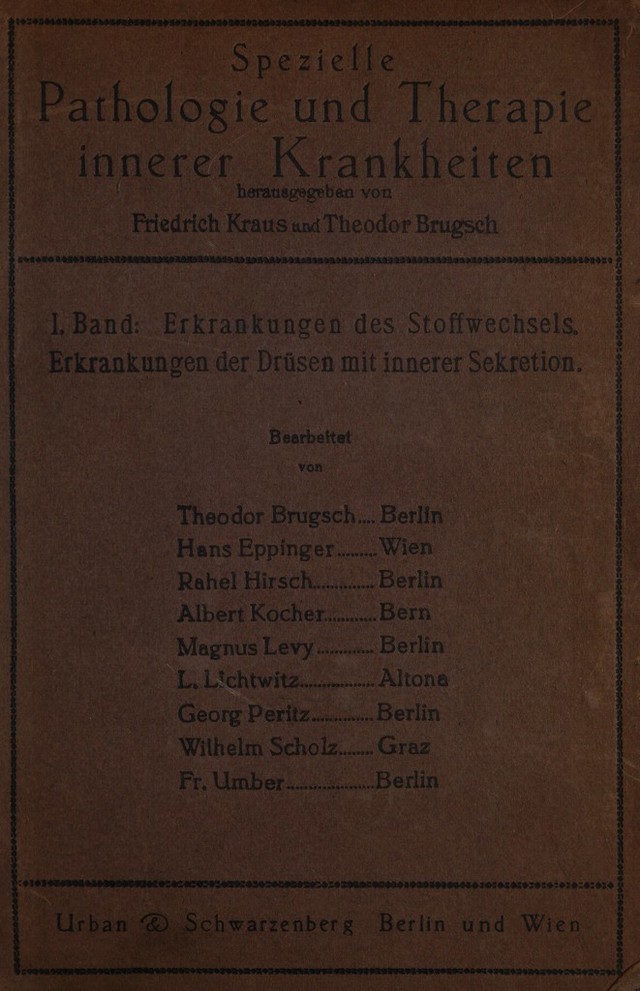 Spezielle
Pathologie und Therapie
innerer Krankheiten
herausgegeben von
Friedrich Kraus und Theodor Brugsch
I. Band: Erkrankungen des Stoffwechsels.
Erkrankungen der Drüsen mit innerer Sekretion.
Bearbeitet
von
Theodor Brugsch.... Berlin
Hans Eppinger......... Wien
Rahel Hirsch............. Berlin
Albert Kocher........... Bern
Magnus Levy............. Berlin
L. Lichtwitz................. Altona
Georg Peritz.............. Berlin
Wilhelm Scholz........ Graz
Fr. Umber....................Berlin
Urban & Schwarzenberg Berlin und Wien